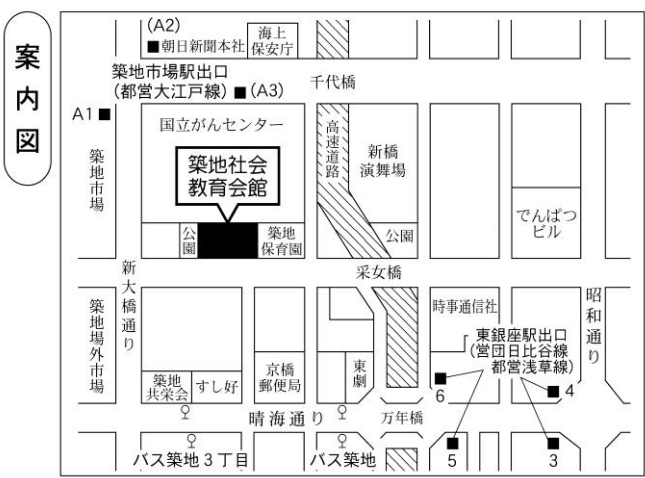 案内図
(A2)
■朝日新聞本社
海上
保安庁
築地市場駅出口
(都営大江戸線)■(A3)
千代橋
A1■
国立がんセンター
高速道路
新橋
演舞場
築地市場
築地社会
教育会館
でんぱつ
ビル
公園
築地
保育園
公園
新大橋通り
采女橋
築地場外市場
時事通信社
昭和通り
東銀座駅出口
(営団日比谷線
都営浅草線)
京橋
郵便局
東劇
築地
共栄会
すし好
6
4
晴海通り
万年橋
バス築地3丁目
バス築地
5
3